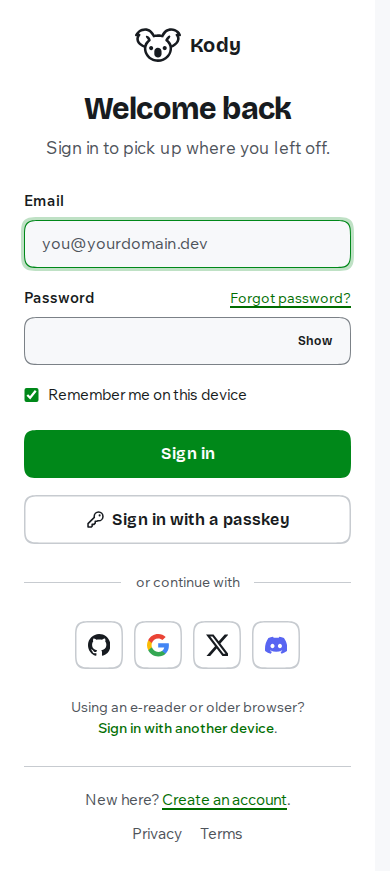 Kody
Welcome back
Sign in to pick up where you left off.
Email
you@yourdomain.dev
Password Forgot password?
Show
Remember me on this device
Sign in
Sign in with a passkey
or continue with
Using an e-reader or older browser?
Sign in with another device.
New here? Create an account.
Privacy Terms